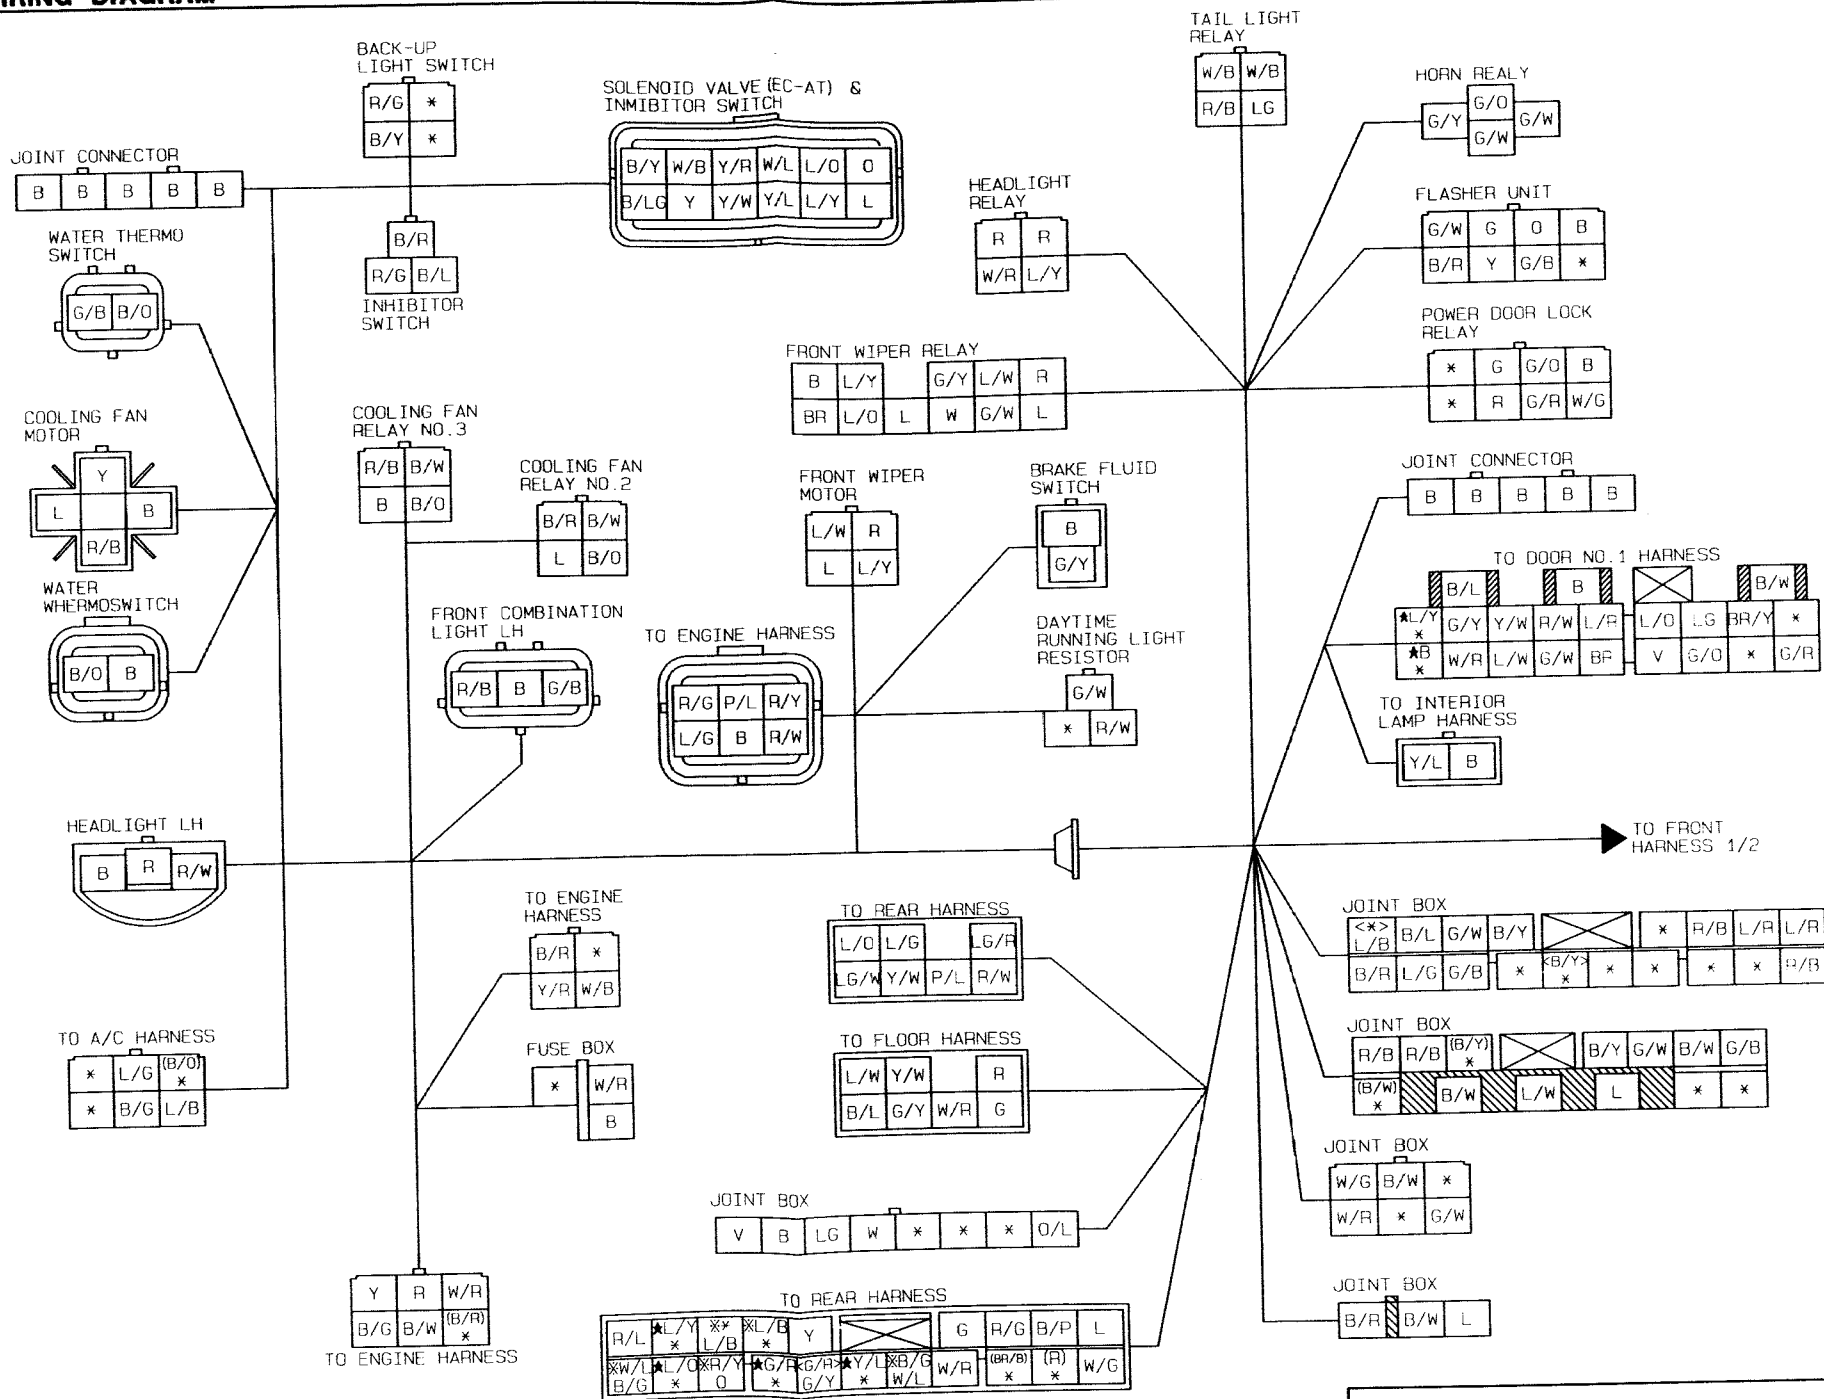 BACK-UP
LIGHT SWITCH
R/G *
B/Y *
SOLENOID VALVE (EC-AT) &
INMIBITOR SWITCH
B/Y W/B Y/R W/L L/O O
B/LG Y Y/W Y/L L/Y L
TAIL LIGHT
RELAY
W/B W/B
R/B LG
HORN REALY
G/O
G/Y G/W
G/W
JOINT CONNECTOR
B B B B B
B/R
R/G B/L
INHIBITOR
SWITCH
HEADLIGHT
RELAY
R R
W/R L/Y
FLASHER UNIT
G/W G O B
B/R Y G/B *
WATER THERMO
SWITCH
G/B B/O
POWER DOOR LOCK
RELAY
* G G/O B
* R G/R W/G
FRONT WIPER RELAY
B L/Y G/Y L/W R
BR L/O L W G/W L
COOLING FAN
MOTOR
Y
L B
R/B
COOLING FAN
RELAY NO.3
R/B B/W
B B/O
COOLING FAN
RELAY NO.2
B/R B/W
L B/O
FRONT WIPER
MOTOR
L/W R
L L/Y
BRAKE FLUID
SWITCH
B
G/Y
JOINT CONNECTOR
B B B B B
TO DOOR NO.1 HARNESS
B/L B B/W
★L/Y * G/Y Y/W R/W L/R L/O LG BR/Y *
★B * W/R L/W G/W BR V G/O * G/R
WATER
WHERMOSWITCH
B/O B
FRONT COMBINATION
LIGHT LH
R/B B G/B
TO ENGINE HARNESS
R/G P/L R/Y
L/G B R/W
DAYTIME
RUNNING LIGHT
RESISTOR
G/W
* R/W
TO INTERIOR
LAMP HARNESS
Y/L B
HEADLIGHT LH
B R R/W
TO FRONT
HARNESS 1/2
TO ENGINE
HARNESS
B/R *
Y/R W/B
TO REAR HARNESS
L/O L/G LG/R
LG/W Y/W P/L R/W
JOINT BOX
<*>
L/B B/L G/W B/Y * R/B L/R L/R
B/R L/G G/B * <B/Y> * * * * * R/B
TO A/C HARNESS
* L/G (B/O) *
* B/G L/B
FUSE BOX
* W/R
B
TO FLOOR HARNESS
L/W Y/W R
B/L G/Y W/R G
JOINT BOX
R/B R/B (B/Y) * B/Y G/W B/W G/B
(B/W) * B/W L/W L * *
JOINT BOX
W/G B/W *
W/R * G/W
JOINT BOX
V B LG W * * * O/L
Y R W/R
B/G B/W (B/R) *
TO ENGINE HARNESS
TO REAR HARNESS
R/L ★L/Y * ※* L/B ※L/B * Y G R/G B/P L
※W/L B/G ★L/O * ※R/Y O ★G/R * <G/R> G/Y ★Y/L * ※B/G W/L W/R (BR/B) * (R) * W/G
JOINT BOX
B/R B/W L